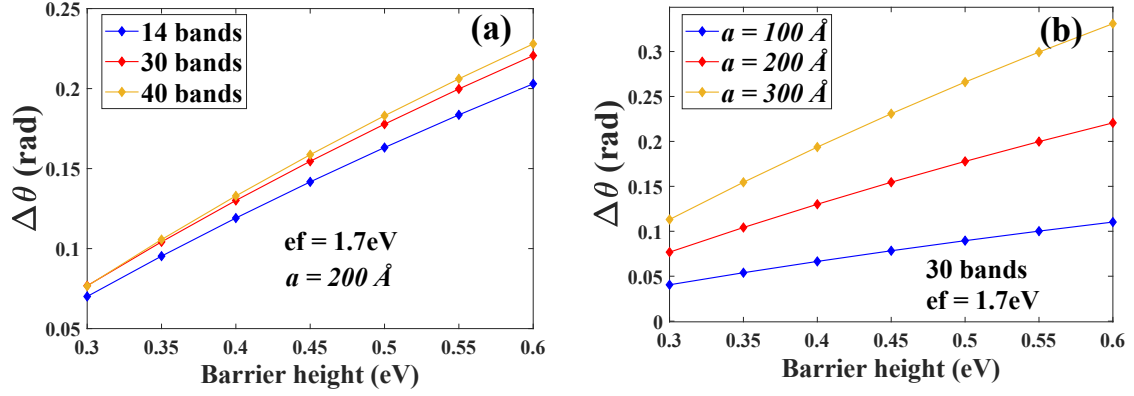 (a)
14 bands
30 bands
40 bands
ef = 1.7eV
a = 200 Å
Δθ (rad)
0.25
0.2
0.15
0.1
0.05
0.3 0.35 0.4 0.45 0.5 0.55 0.6
Barrier height (eV)
(b)
a = 100 Å
a = 200 Å
a = 300 Å
30 bands
ef = 1.7eV
Δθ (rad)
0.3
0.25
0.2
0.15
0.1
0.05
0
0.3 0.35 0.4 0.45 0.5 0.55 0.6
Barrier height (eV)